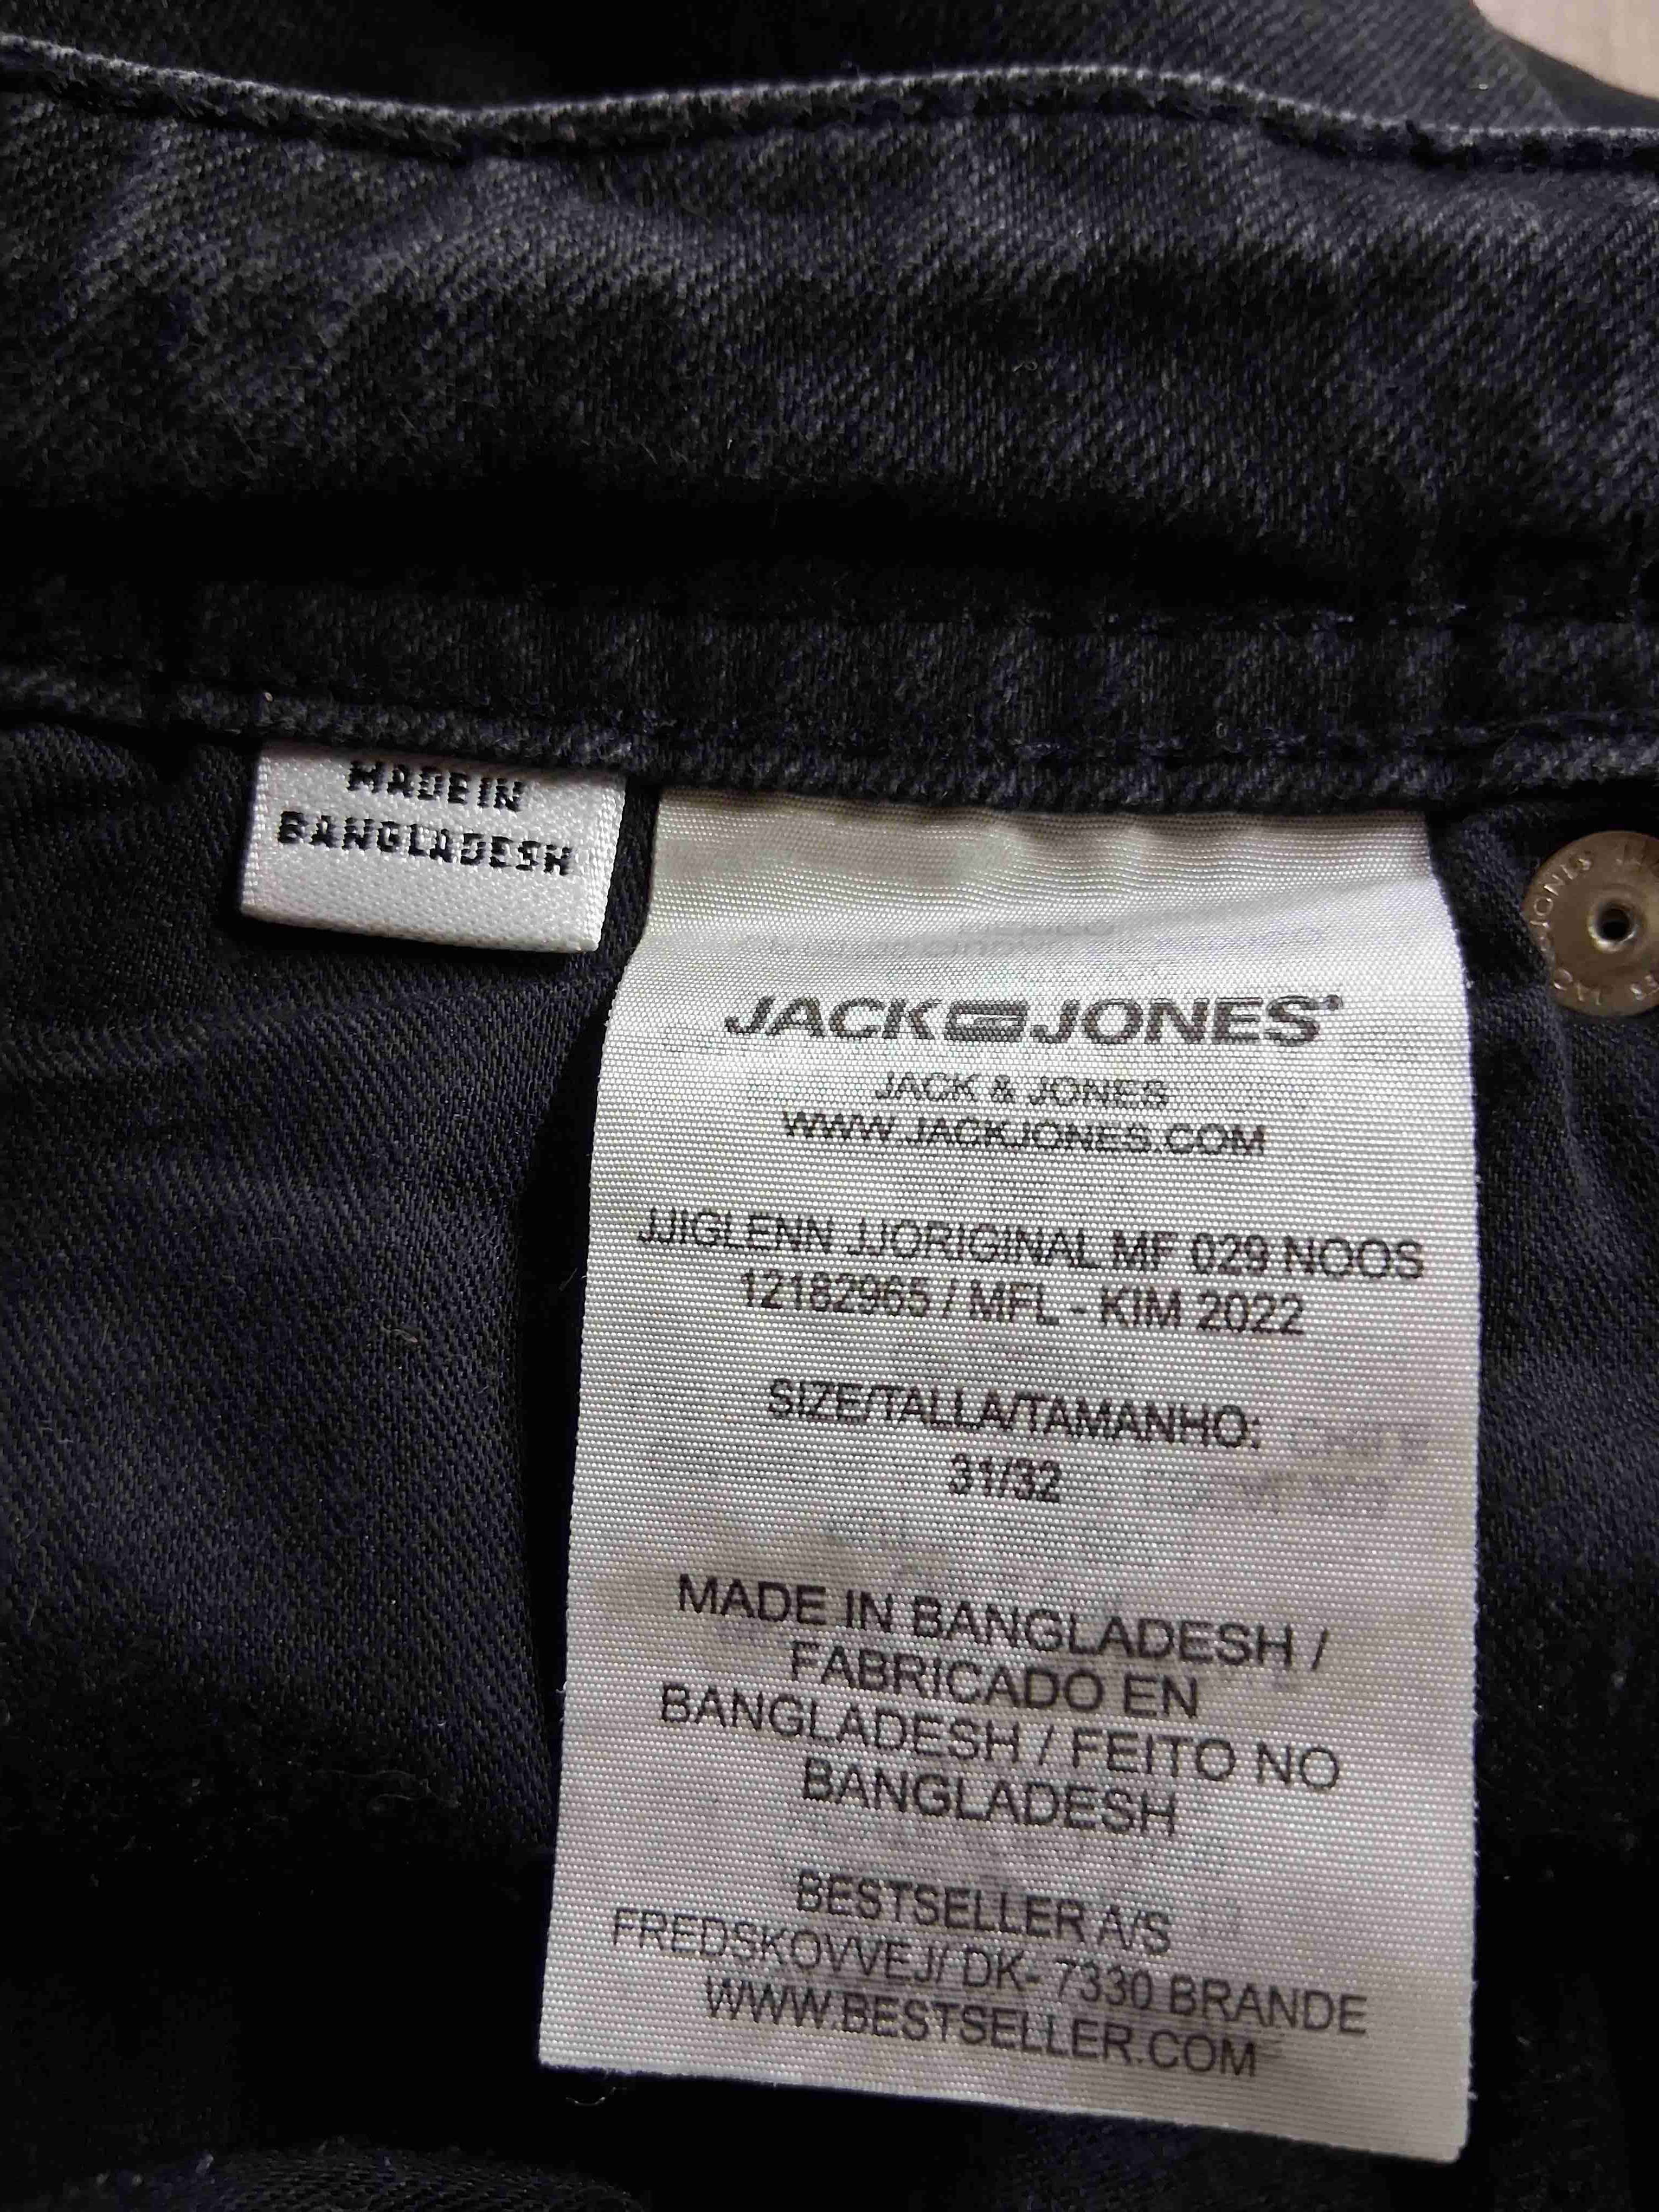 MADE IN
BANGLADESH
JACK JONES®
JACK & JONES
WWW.JACKJONES.COM
JJIGLENN JJORIGINAL MF 029 NOOS
12182965 / MFL - KIM 2022
SIZE/TALLA/TAMANHO:
31/32
MADE IN BANGLADESH /
FABRICADO EN
BANGLADESH / FEITO NO
BANGLADESH
BESTSELLER A/S
FREDSKOVVEJ/ DK- 7330 BRANDE
WWW.BESTSELLER.COM
JONES